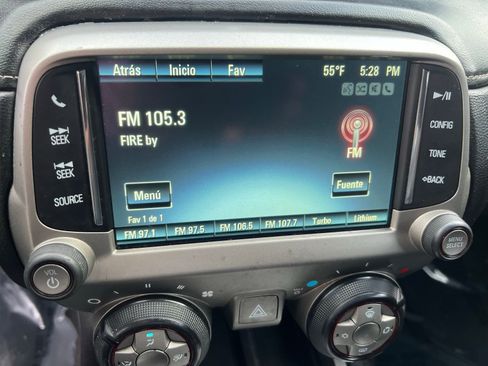 Atrás Inicio Fav 55°F 5:28 PM
FM 105.3
FIRE by
FM
Menú
Fuente
Fav 1 de 1
FM 97.1 FM 97.5 FM 106.5 FM 107.7 Turbo Lithium
SEEK
SEEK
SOURCE
VOL
CONFIG
TONE
BACK
MENU
SELECT